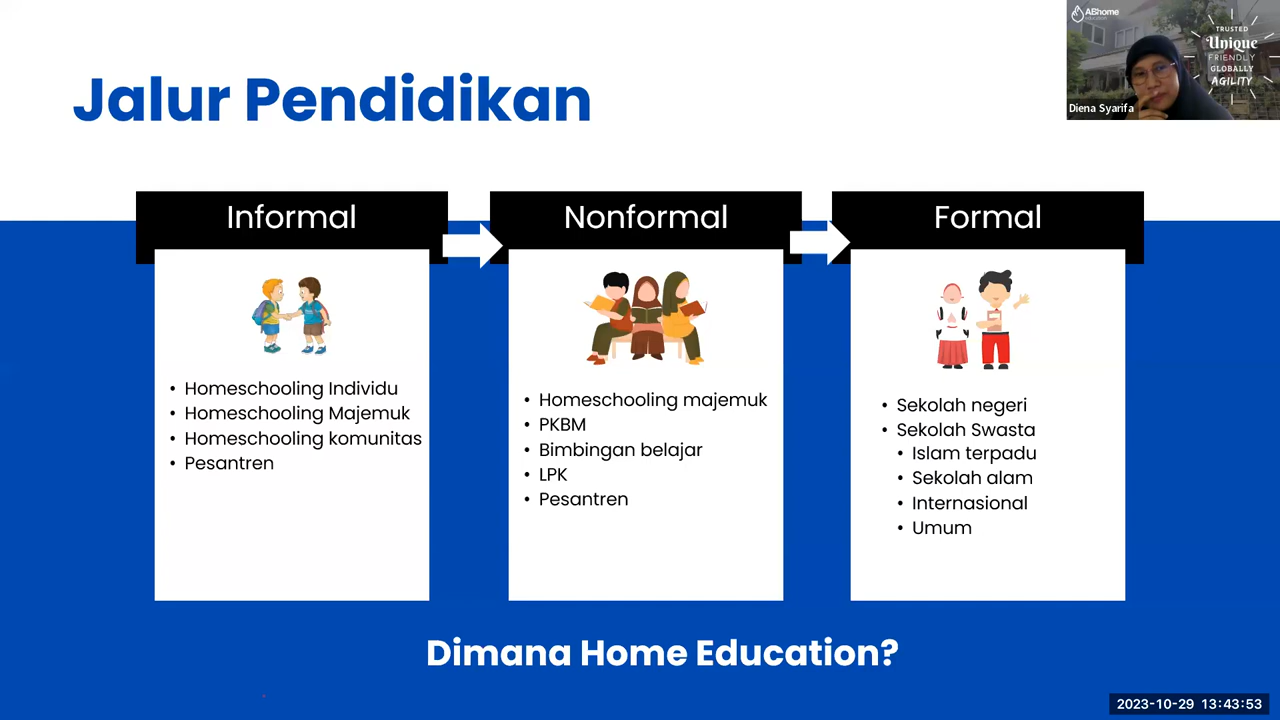 ABhome
education
TRUSTED
Unique
FRIENDLY
GLOBALLY
AGILITY
Diena Syarifa
Jalur Pendidikan
Informal
• Homeschooling Individu
• Homeschooling Majemuk
• Homeschooling komunitas
• Pesantren
Nonformal
• Homeschooling majemuk
• PKBM
• Bimbingan belajar
• LPK
• Pesantren
Formal
• Sekolah negeri
• Sekolah Swasta
• Islam terpadu
• Sekolah alam
• Internasional
• Umum
Dimana Home Education?
2023-10-29 13:43:53